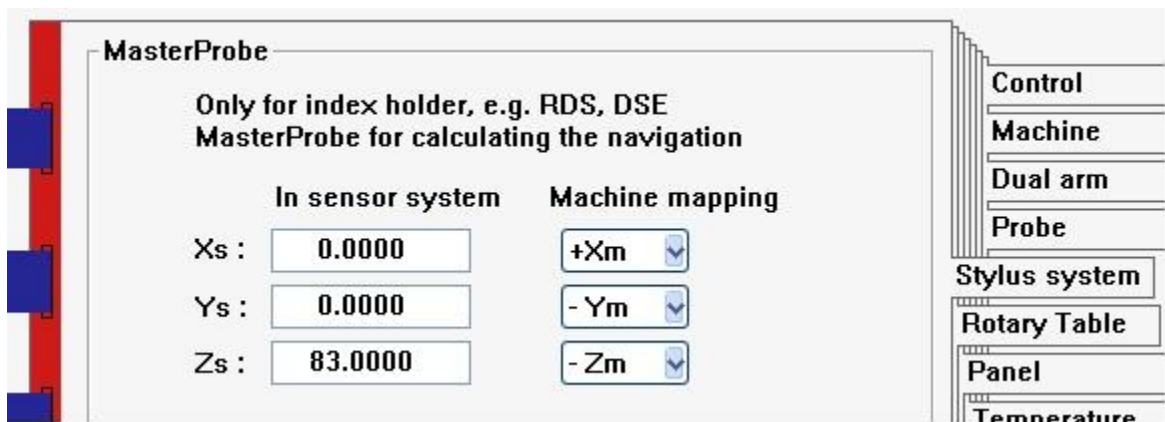 MasterProbe
Only for index holder, e.g. RDS, DSE
MasterProbe for calculating the navigation
In sensor system Machine mapping
Xs : 0.0000 +Xm
Ys : 0.0000 - Ym
Zs : 83.0000 - Zm
Control
Machine
Dual arm
Probe
Stylus system
Rotary Table
Panel
Temperature